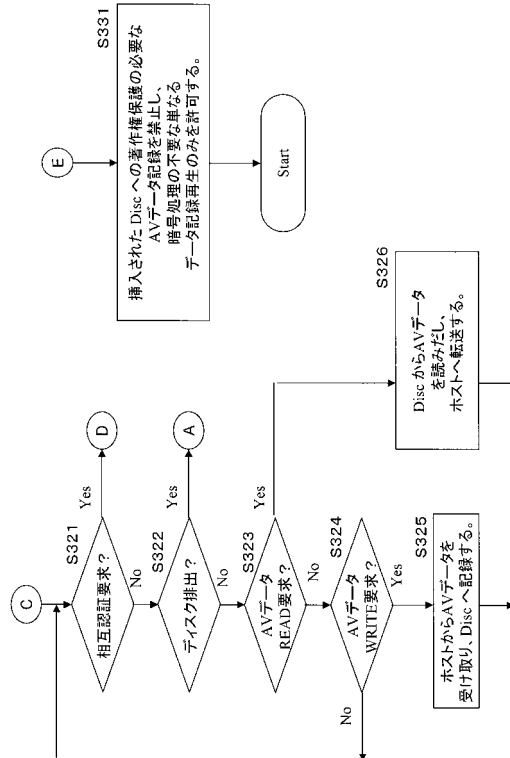 C
相互認証要求？
S321
Yes
D
No
ディスク排出？
S322
Yes
A
No
AVデータ
READ要求？
S323
Yes
No
AVデータ
WRITE要求？
S324
No
Yes
S325
ホストからAVデータを
受け取り、Discへ記録する。
S326
DiscからAVデータ
を読みだし、
ホストへ転送する。
E
S331
挿入されたDiscへの著作権保護の必要な
AVデータ記録を禁止し、
暗号処理の不要な単なる
データ記録再生のみを許可する。
Start